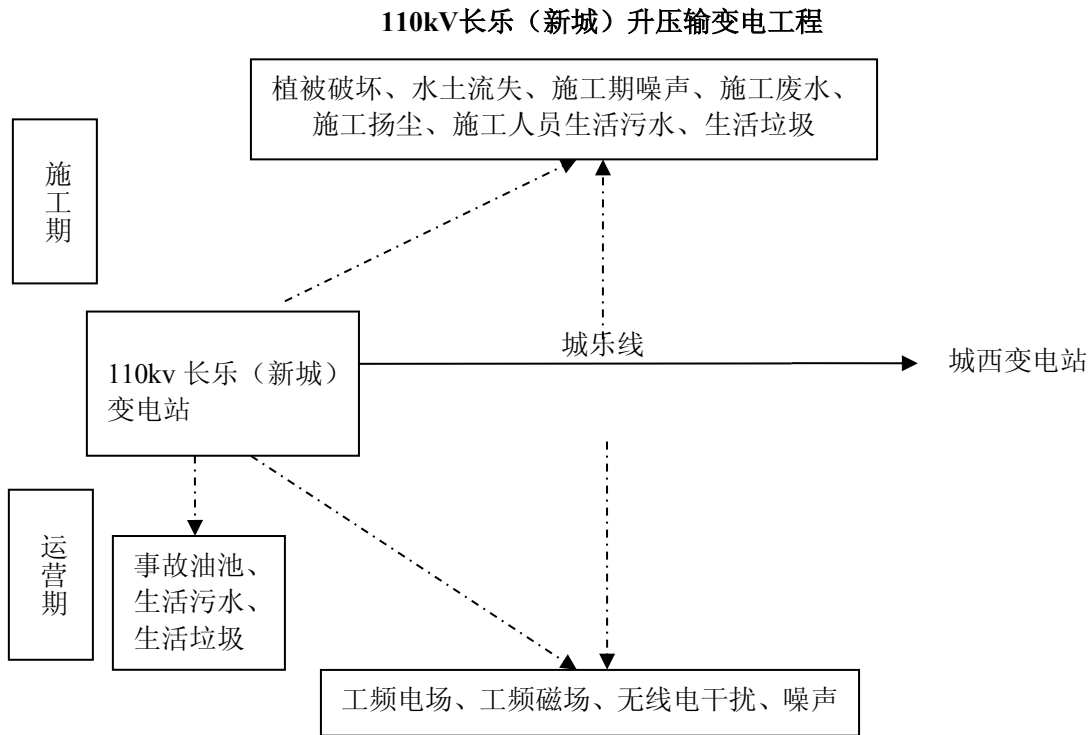 110kV长乐（新城）升压输变电工程
植被破坏、水土流失、施工期噪声、施工废水、
施工扬尘、施工人员生活污水、生活垃圾
施
工
期
城乐线
城西变电站
110kv 长乐（新城）
变电站
运
营
期
事故油池、
生活污水、
生活垃圾
工频电场、工频磁场、无线电干扰、噪声